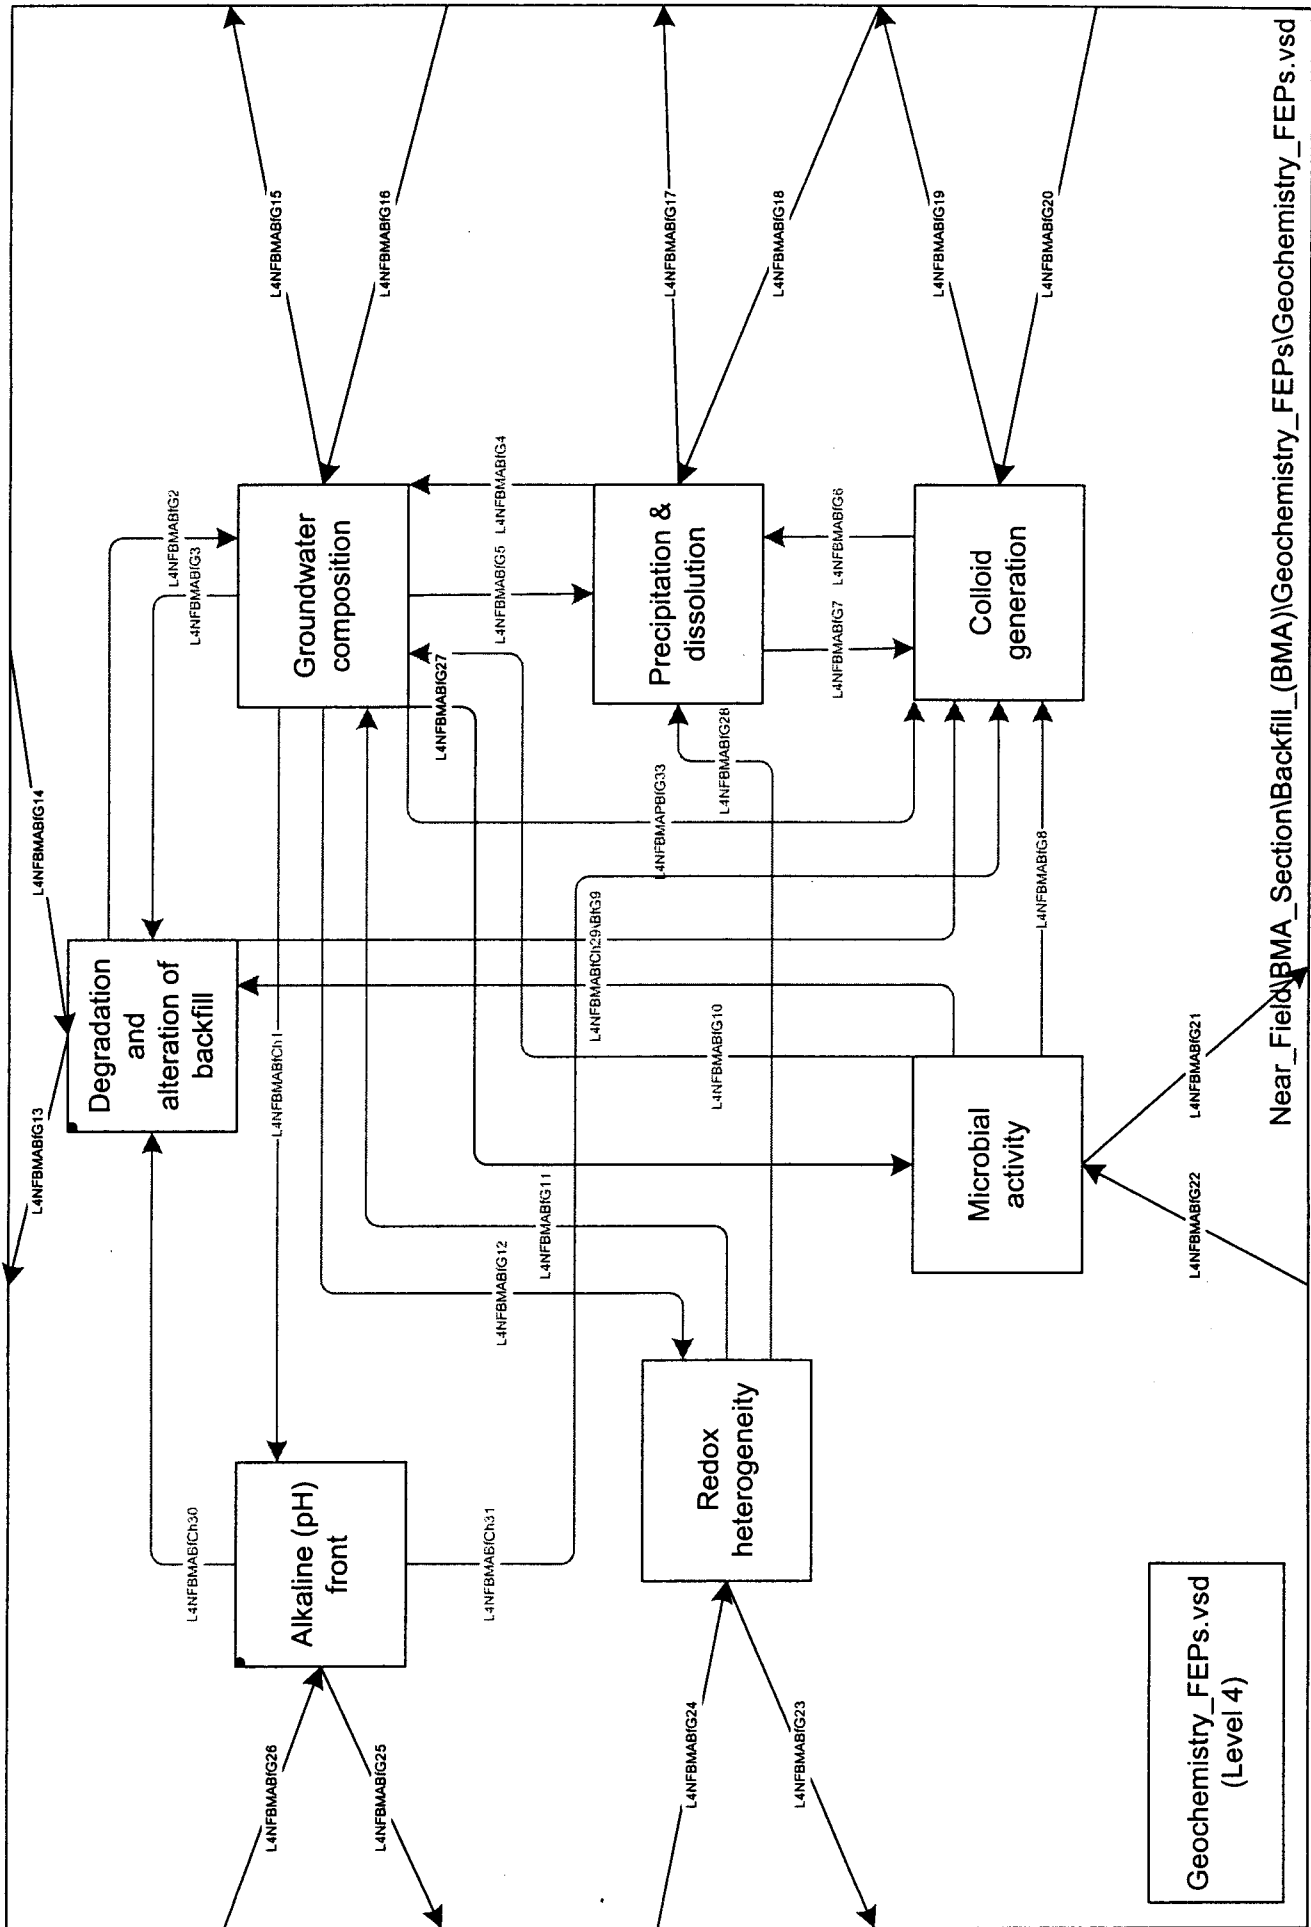 L4NFBMABfG13
L4NFBMABfG14
Degradation
and
alteration of
backfill
L4NFBMABfG2
L4NFBMABfCh30
L4NFBMABfG3
L4NFBMABfG26
L4NFBMABfCh1
L4NFBMABfG15
Alkaline (pH)
front
Groundwater
composition
L4NFBMABfG25
L4NFBMABfG16
L4NFBMABfG27
L4NFBMABfCh31
L4NFBMABfG12
L4NFBMABfG5
L4NFBMABfG4
L4NFBMABfG11
L4NFBMAPBfG33
L4NFBMABfG24
L4NFBMABfG17
L4NFBMABfG10
L4NFBMABfG28
Redox
heterogeneity
Precipitation &
dissolution
L4NFBMABfG23
L4NFBMABfG18
L4NFBMABfG7
L4NFBMABfG6
L4NFBMABfG19
Microbial
activity
Colloid
generation
L4NFBMABfG8
L4NFBMABfG20
L4NFBMABfG22
L4NFBMABfG21
Geochemistry_FEPs.vsd
(Level 4)
Near_Field\BMA_Section\Backfill_(BMA)\Geochemistry_FEPs\Geochemistry_FEPs.vsd